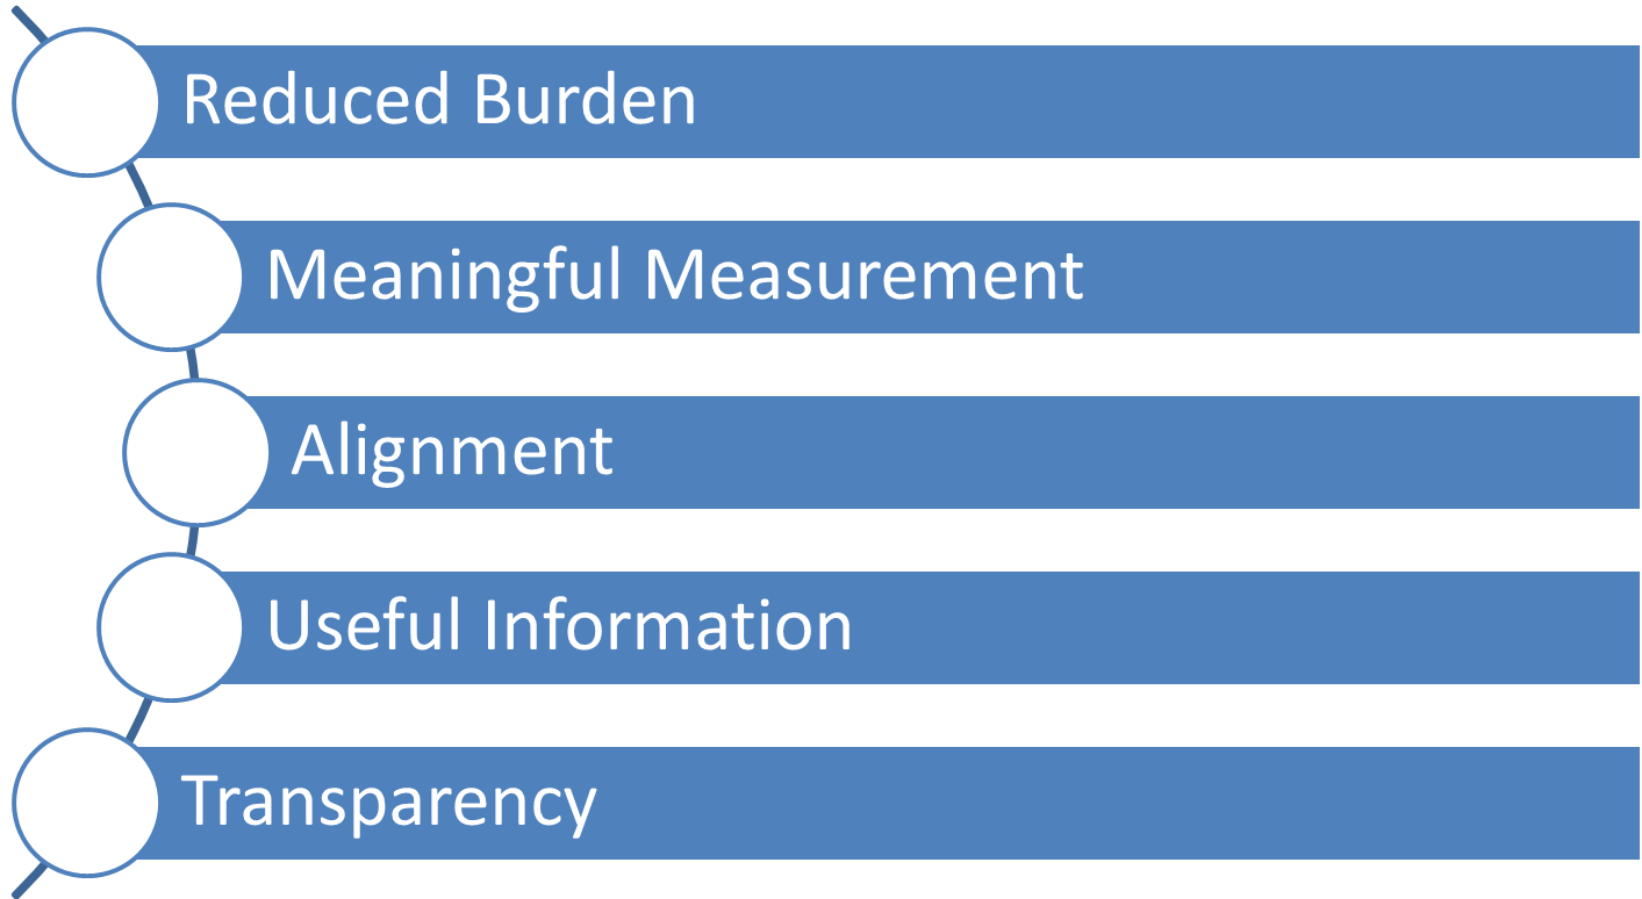 Reduced Burden
Meaningful Measurement
Alignment
Useful Information
Transparency